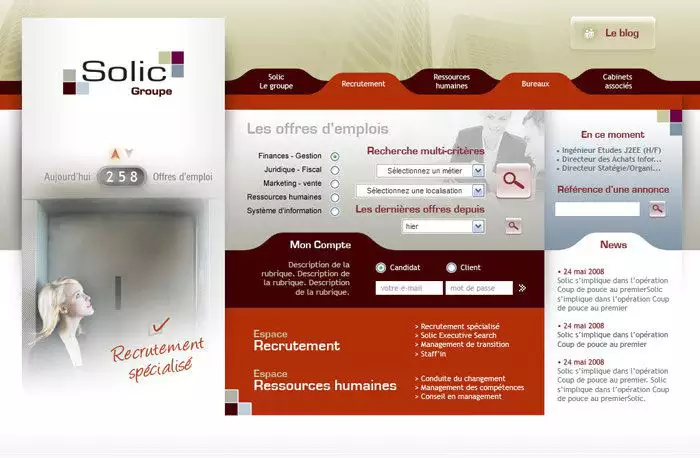 Le blog
Solic
Groupe
Solic
Le groupe
Recrutement
Ressources
humaines
Bureaux
Cabinets
associés
Aujourd'hui 258 Offres d'emploi
Recrutement
spécialisé
Les offres d'emplois
Finances - Gestion
Juridique - Fiscal
Marketing - vente
Ressources humaines
Système d'information
Recherche multi-critères
Sélectionnez un métier
Sélectionnez une localisation
Les dernières offres depuis
hier
En ce moment
• Ingénieur Etudes J2EE (H/F)
• Directeur des Achats Infor...
• Directeur Statégie/Organi...
Référence d'une annonce
Mon Compte
Description de la
rubrique. Description de
la rubrique. Description
de la rubrique.
Candidat
Client
votre e-mail
mot de passe
Espace
Recrutement
> Recrutement spécialisé
> Solic Executive Search
> Management de transition
> Staff'in
Espace
Ressources humaines
> Conduite du changement
> Management des compétences
> Conseil en management
News
• 24 mai 2008
Solic s'implique dans l'opération
Coup de pouce au premierSolic
s'implique dans l'opération Coup
de pouce au premier
• 24 mai 2008
Solic s'implique dans l'opération
Coup de pouce au premier
• 24 mai 2008
Solic s'implique dans l'opération
Coup de pouce au premier. Solic
s'implique dans l'opération Coup
de pouce au premierSolic.